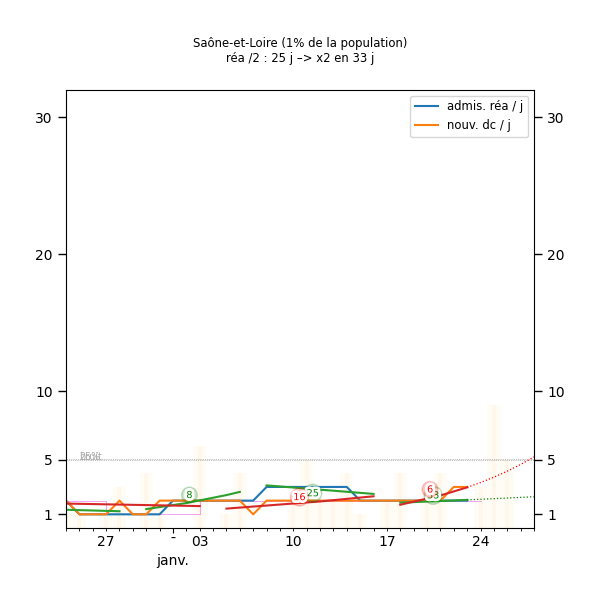 Saône-et-Loire (1% de la population)
réa /2 : 25 j –> x2 en 33 j
admis. réa / j
nouv. dc / j
30 30
20 20
10 10
5 5
1 1
8
16
25
6
27 - 03 10 17 24
janv.